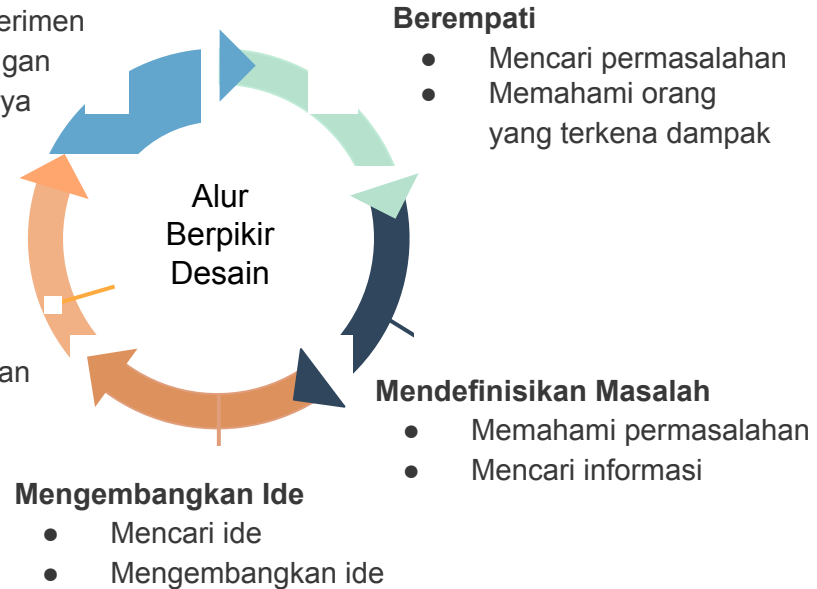 Berempati
● Mencari permasalahan
● Memahami orang
yang terkena dampak
Alur
Berpikir
Desain
Mendefinisikan Masalah
● Memahami permasalahan
● Mencari informasi
Mengembangkan Ide
● Mencari ide
● Mengembangkan ide